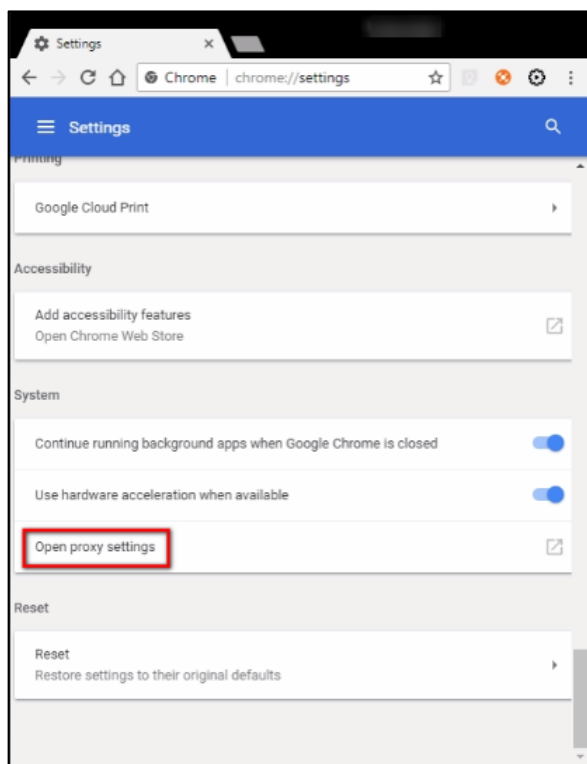 Settings
Chrome chrome://settings
Settings
Printing
Google Cloud Print
Accessibility
Add accessibility features
Open Chrome Web Store
System
Continue running background apps when Google Chrome is closed
Use hardware acceleration when available
Open proxy settings
Reset
Reset
Restore settings to their original defaults